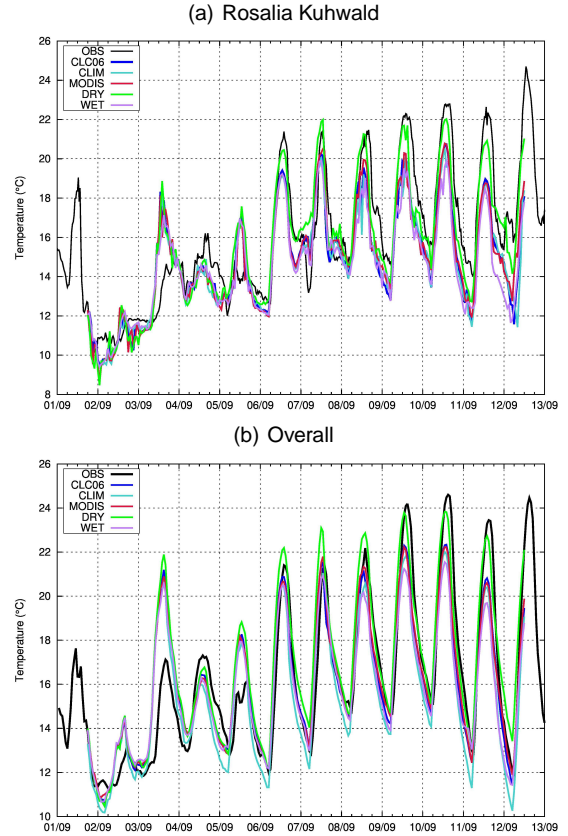 (a) Rosalia Kuhwald
26
24
22
20
18
16
14
12
10
8
Temperature (°C)
OBS
CLC06
CLIM
MODIS
DRY
WET
01/09 02/09 03/09 04/09 05/09 06/09 07/09 08/09 09/09 10/09 11/09 12/09 13/09
(b) Overall
26
24
22
20
18
16
14
12
10
Temperature (°C)
OBS
CLC06
CLIM
MODIS
DRY
WET
01/09 02/09 03/09 04/09 05/09 06/09 07/09 08/09 09/09 10/09 11/09 12/09 13/09